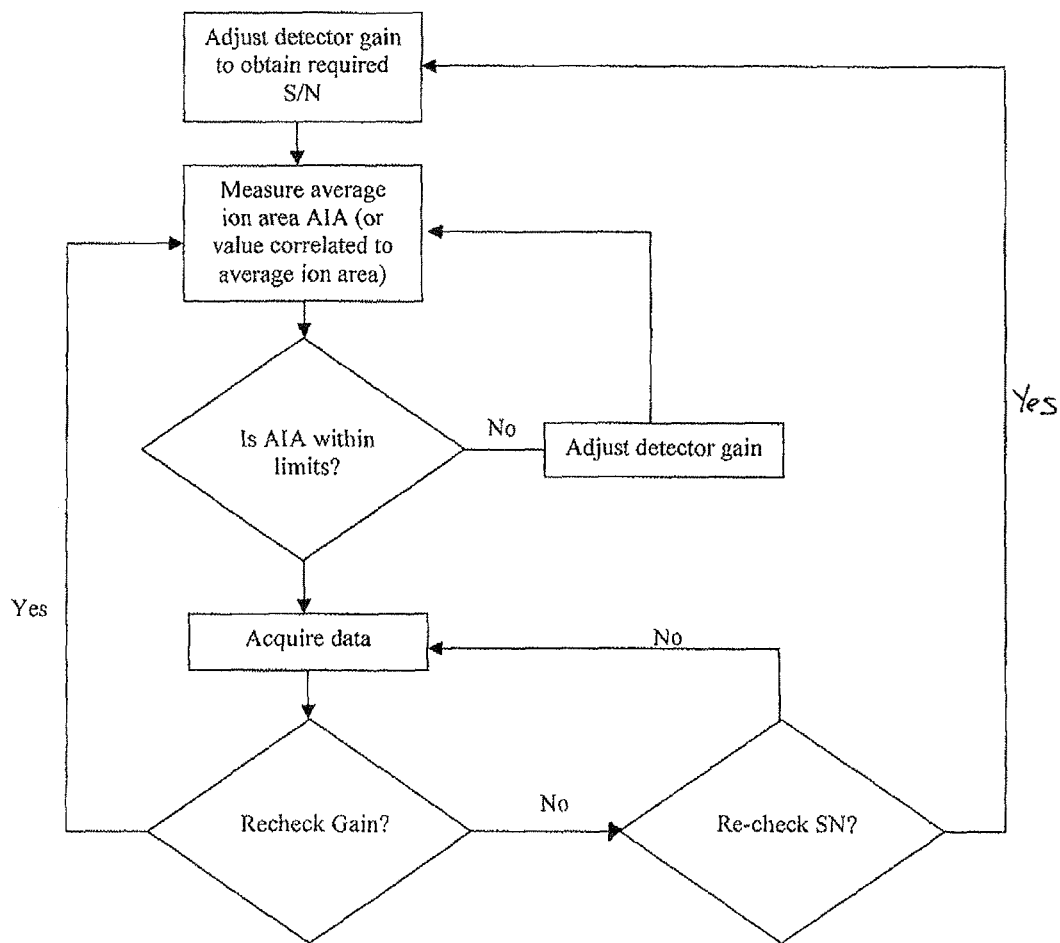 Adjust detector gain
to obtain required
S/N
Measure average
ion area AIA (or
value correlated to
average ion area)
Yes
Is AIA within
limits?
No
Adjust detector gain
Yes
Acquire data
No
Recheck Gain?
No
Re-check SN?